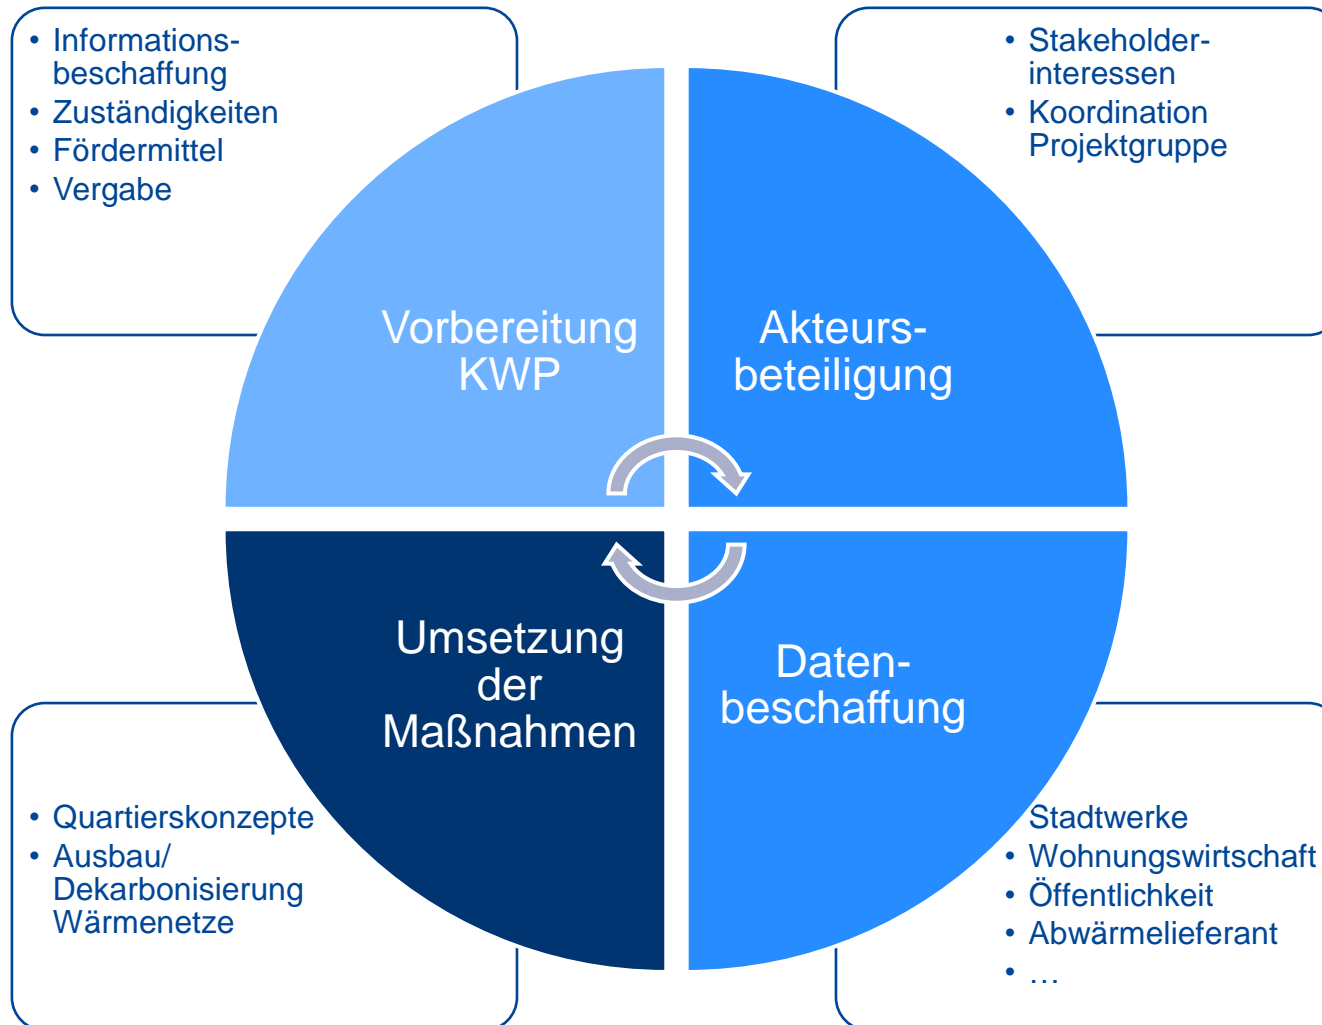 • Informations-
beschaffung
• Zuständigkeiten
• Fördermittel
• Vergabe
• Stakeholder-
interessen
• Koordination
Projektgruppe
Vorbereitung
KWP
Akteurs-
beteiligung
Umsetzung
der
Maßnahmen
Daten-
beschaffung
• Quartierskonzepte
• Ausbau/
Dekarbonisierung
Wärmenetze
Stadtwerke
• Wohnungswirtschaft
• Öffentlichkeit
• Abwärmelieferant
• …